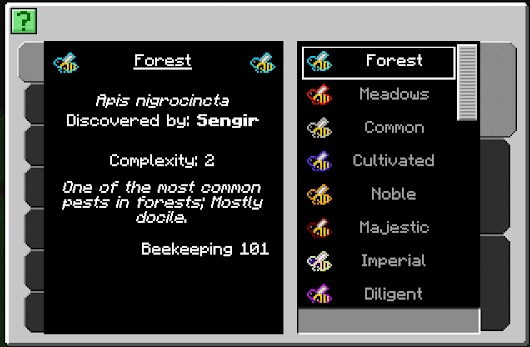 ?
Forest
Apis nigrocincta
Discovered by: Sengir
Complexity: 2
One of the most common
pests in forests; Mostly
docile.
Beekeeping 101
Forest
Meadows
Common
Cultivated
Noble
Majestic
Imperial
Diligent